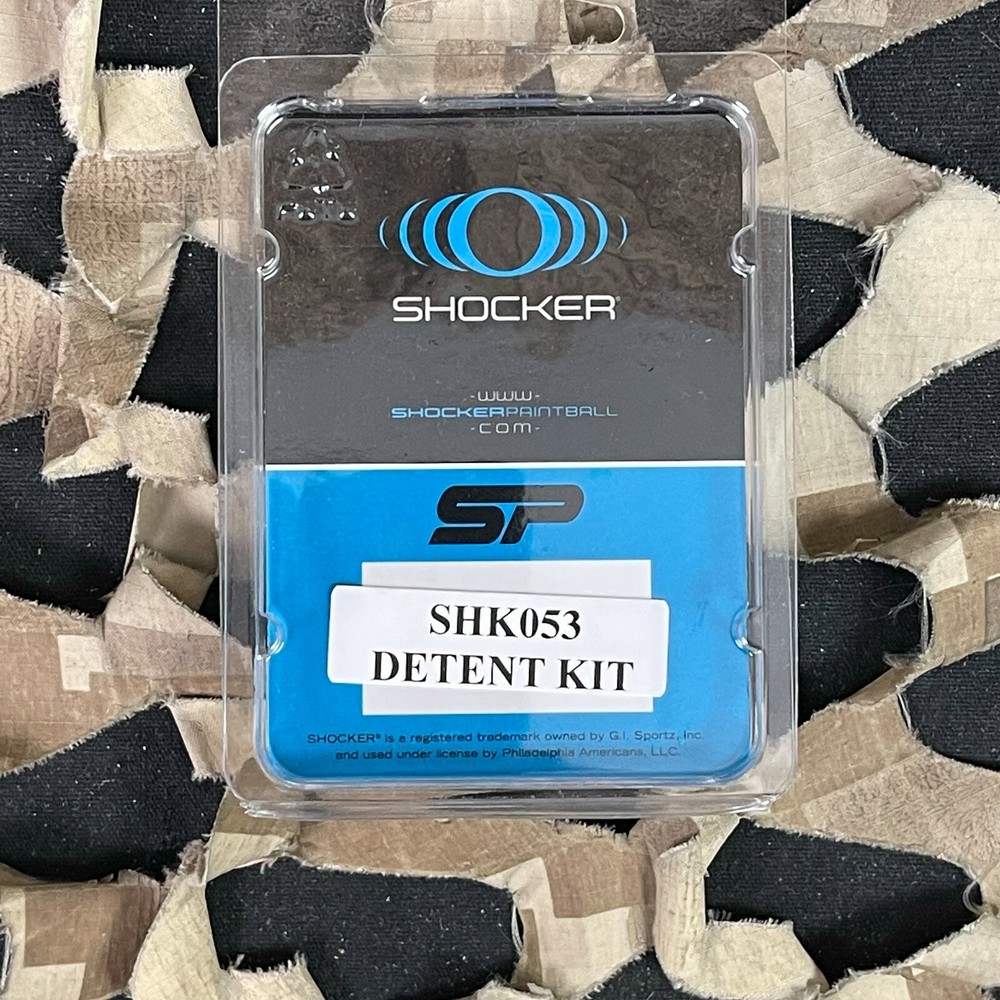 SHOCKER®
-www-
SHOCKERPAINTBALL
-COM-
SP
SHK053
DETENT KIT
SHOCKER® is a registered trademark owned by G.I. Sportz, Inc.
and used under license by Philadelphia Americans, LLC.